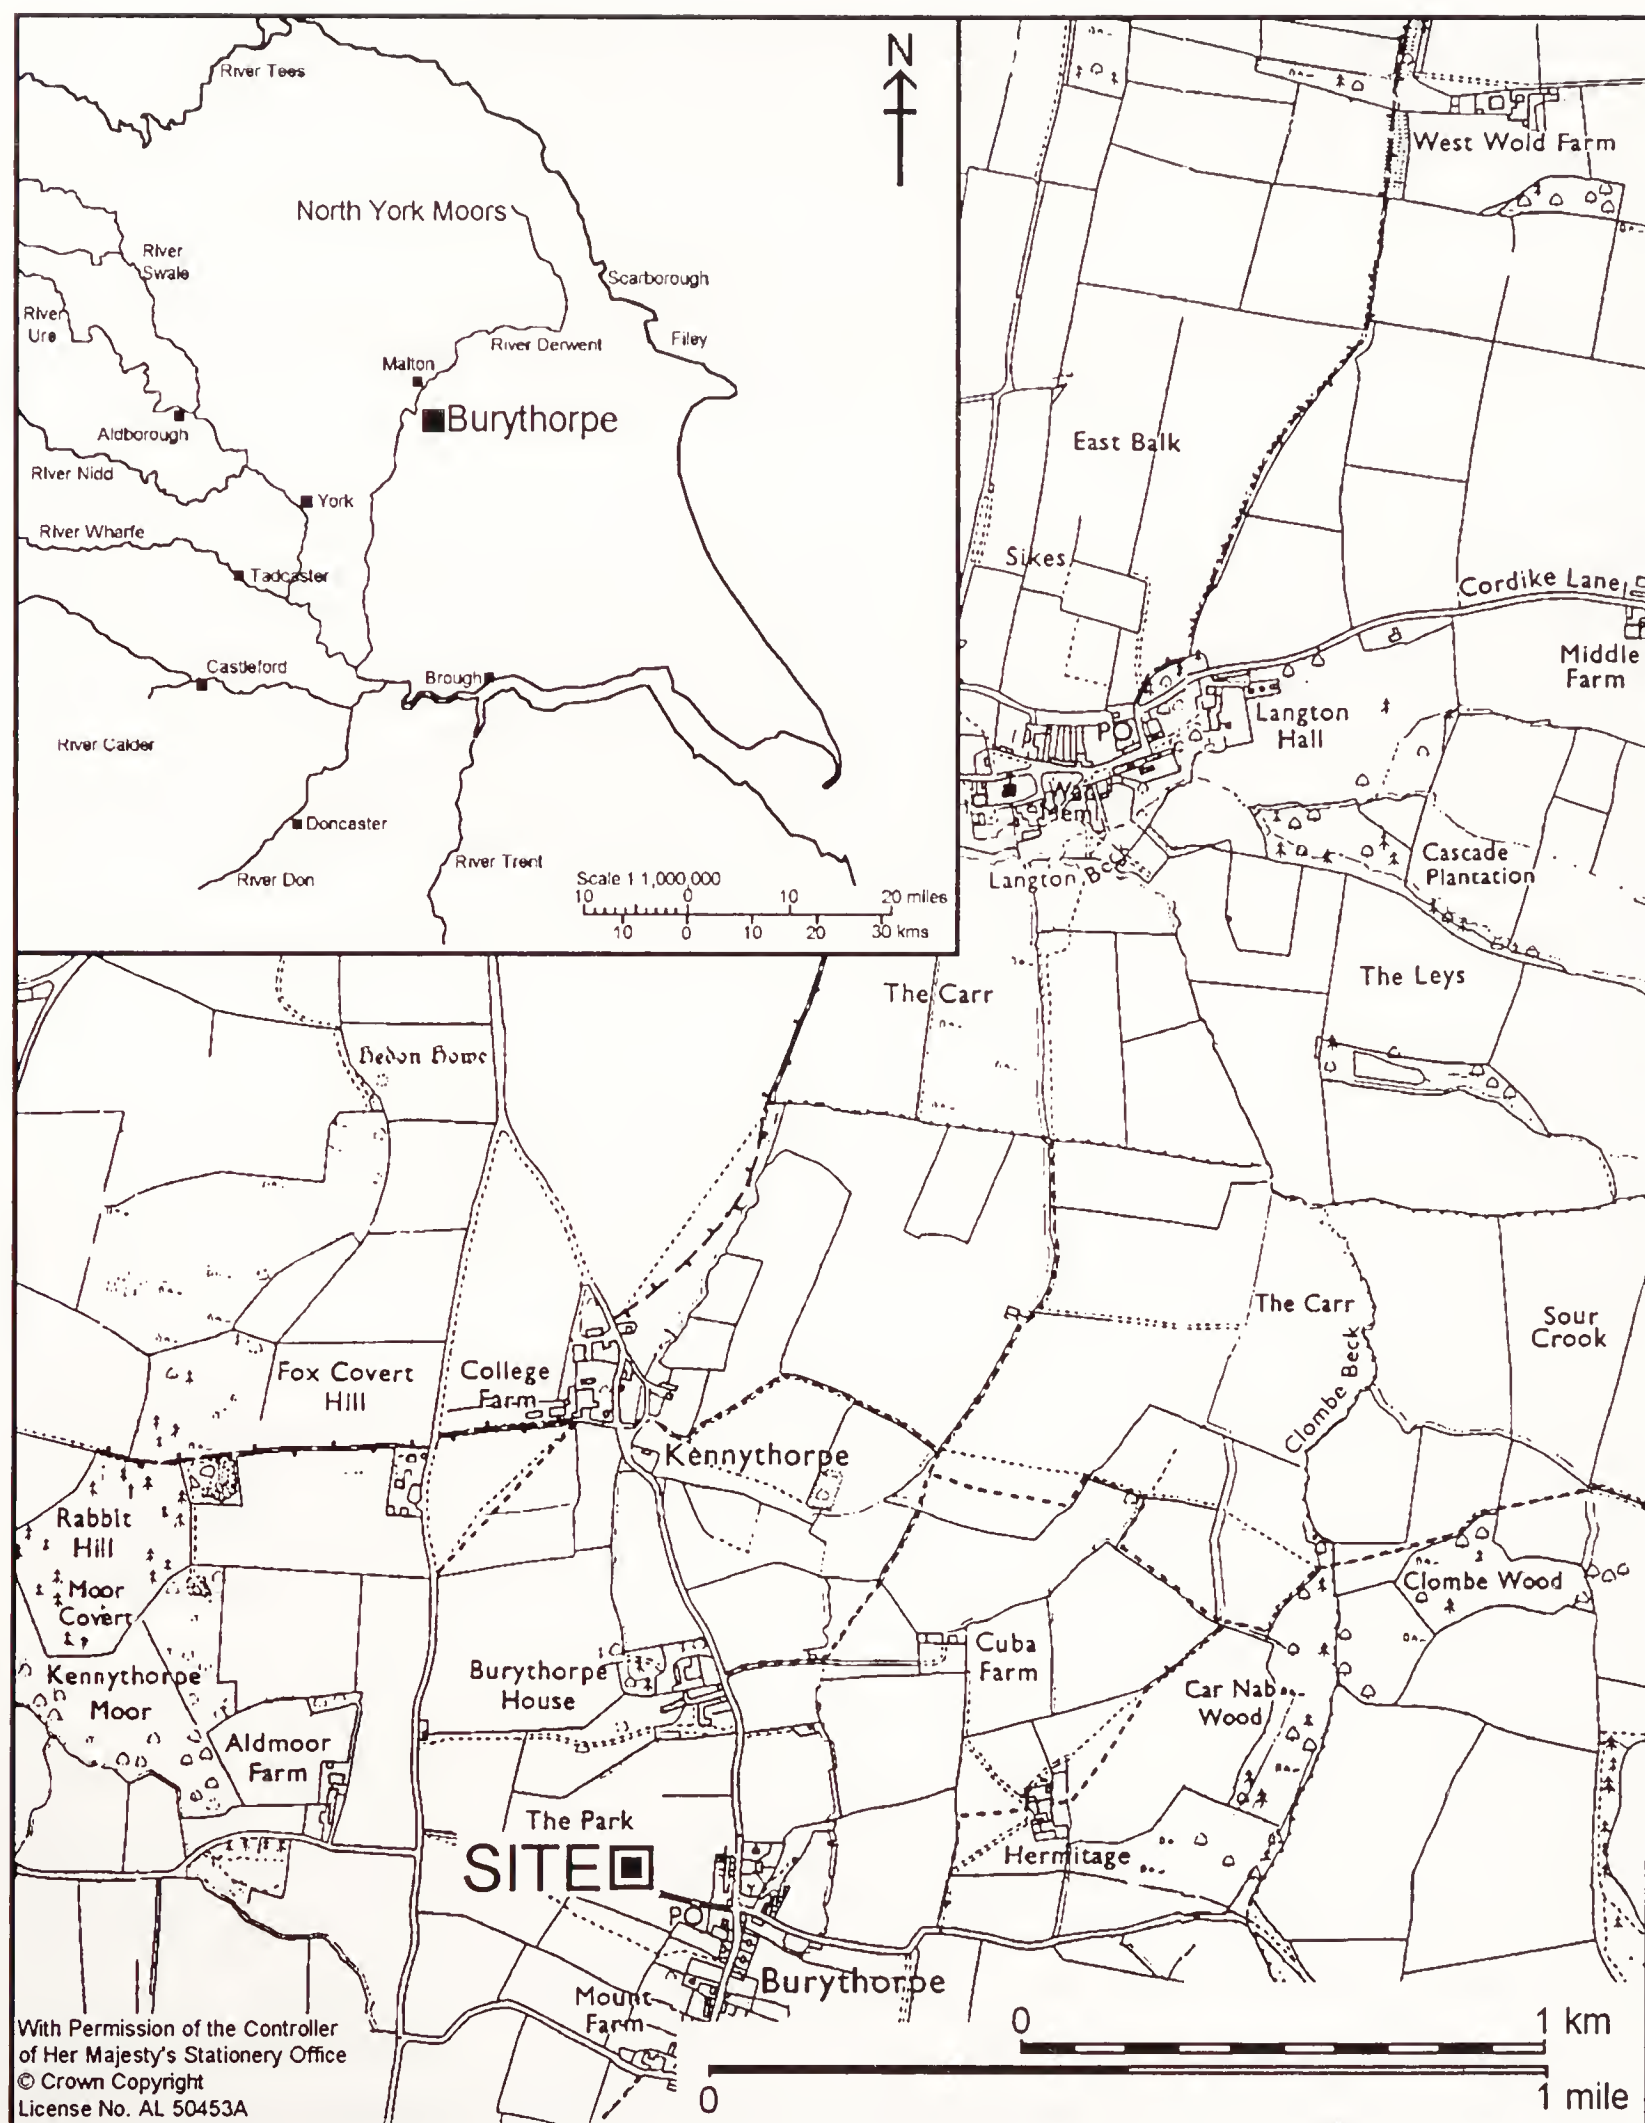 N
River Tees
North York Moors
River
Swale
Scarborough
River
Ure
River Derwent
Filey
Malton
Burythorpe
Aldborough
River Nidd
York
River Wharfe
Tadcaster
Castleford
Brough
River Calder
Doncaster
River Trent
River Don
Scale 1 1,000,000
10 0 10 20 miles
10 0 10 20 30 kms
West Wold Farm
East Balk
Sikes
Cordike Lane
Middle
Farm
Langton
Hall
PO
War
Mem
Langton Beck
Cascade
Plantation
The Leys
The Carr
Hedon Howe
The Carr
Sour
Crook
Clombe Beck
Fox Covert
Hill
College
Farm
Kennythorpe
Rabbit
Hill
Moor
Covert
Clombe Wood
Kennythorpe
Moor
Burythorpe
House
Cuba
Farm
Car Nab
Wood
Aldmoor
Farm
The Park
SITE
Hermitage
PO
Burythorpe
Mount
Farm
With Permission of the Controller
of Her Majesty's Stationery Office
© Crown Copyright
License No. AL 50453A
0 1 km
0 1 mile